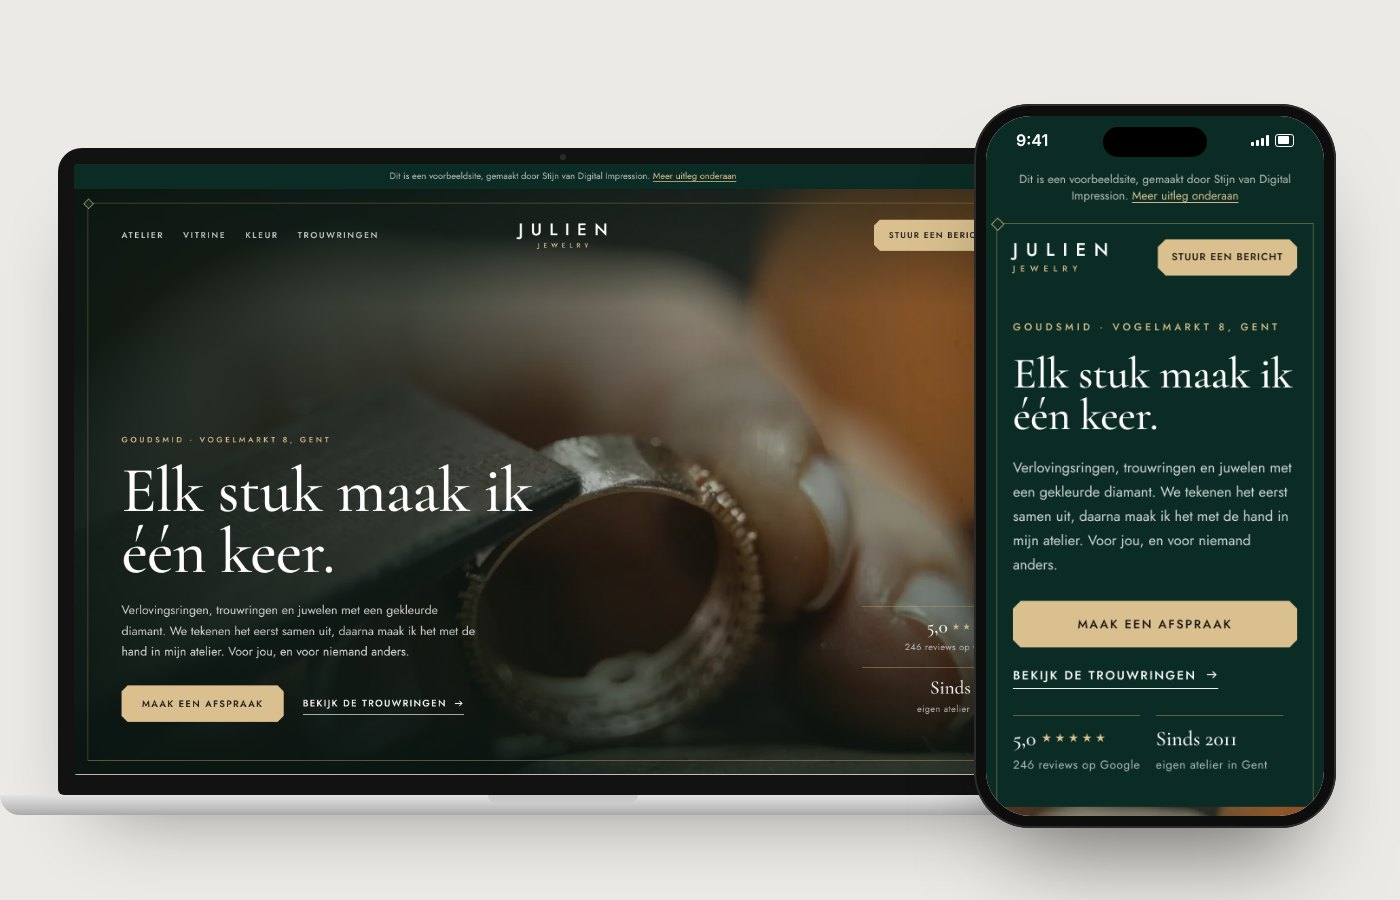 Dit is een voorbeeldsite, gemaakt door Stijn van Digital Impression. Meer uitleg onderaan
ATELIER VITRINE KLEUR TROUWRINGEN
JULIEN
JEWELRY
STUUR EEN
GOUDSMID · VOGELMARKT 8, GENT
Elk stuk maak ik
één keer.
Verlovingsringen, trouwringen en juwelen met een gekleurde
diamant. We tekenen het eerst samen uit, daarna maak ik het met de
hand in mijn atelier. Voor jou, en voor niemand anders.
MAAK EEN AFSPRAAK
BEKIJK DE TROUWRINGEN →
5,0 ★★
246 reviews op
Sinds
eigen atelier
9:41
Dit is een voorbeeldsite, gemaakt door Stijn van Digital
Impression. Meer uitleg onderaan
JULIEN
JEWELRY
STUUR EEN BERICHT
GOUDSMID · VOGELMARKT 8, GENT
Elk stuk maak ik
één keer.
Verlovingsringen, trouwringen en juwelen met
een gekleurde diamant. We tekenen het eerst
samen uit, daarna maak ik het met de hand in
mijn atelier. Voor jou, en voor niemand
anders.
MAAK EEN AFSPRAAK
BEKIJK DE TROUWRINGEN →
5,0 ★★★★★
246 reviews op Google
Sinds 2011
eigen atelier in Gent